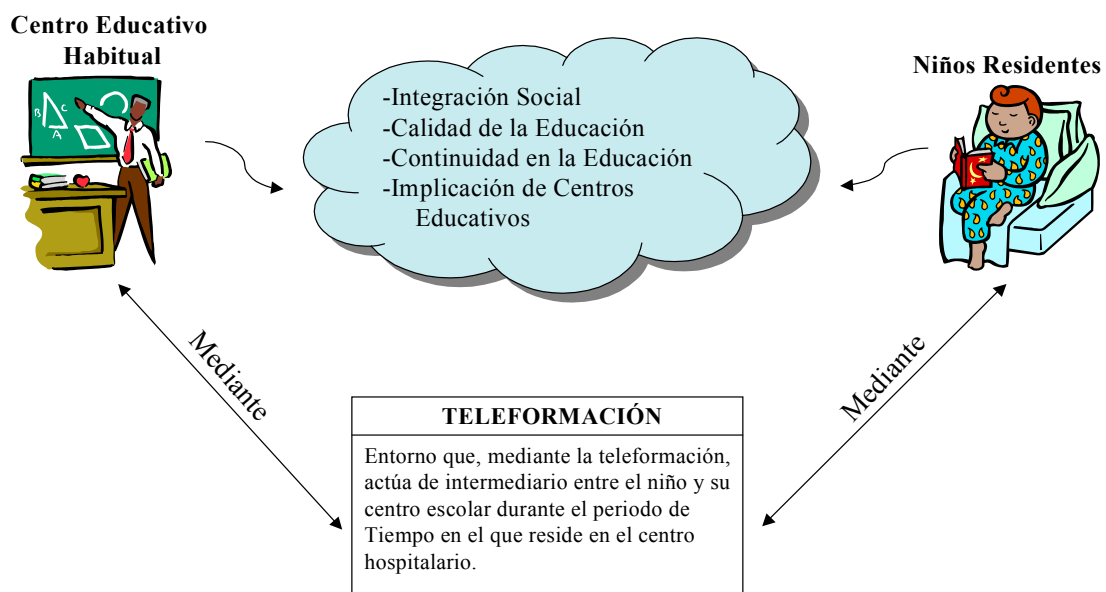 Centro Educativo
Habitual
B
C
A
-Integración Social
-Calidad de la Educación
-Continuidad en la Educación
-Implicación de Centros
Educativos
Niños Residentes
Mediante
Mediante
TELEFORMACIÓN
Entorno que, mediante la teleformación,
actúa de intermediario entre el niño y su
centro escolar durante el periodo de
Tiempo en el que reside en el centro
hospitalario.